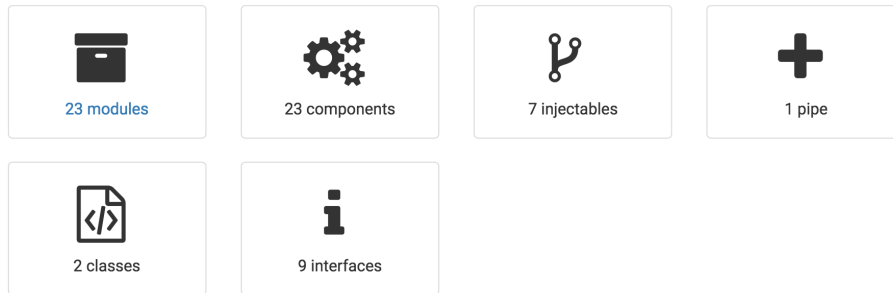 23 modules
23 components
7 injectables
1 pipe
2 classes
9 interfaces